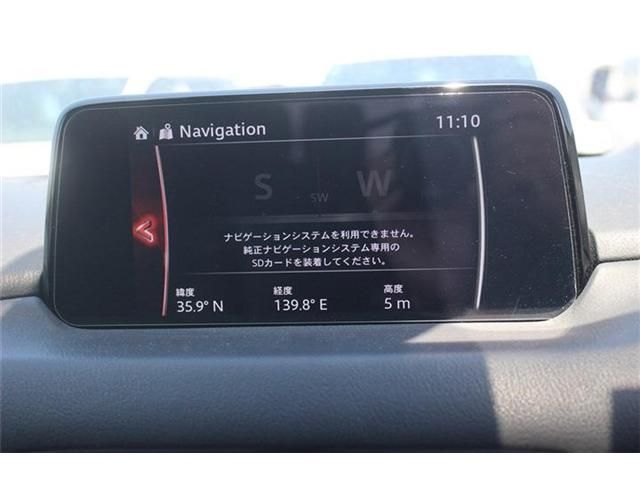 Navigation 11:10
S SW W
ナビゲーションシステムを利用できません。
純正ナビゲーションシステム専用の
SDカードを装着してください。
緯度 経度 高度
35.9° N 139.8° E 5 m